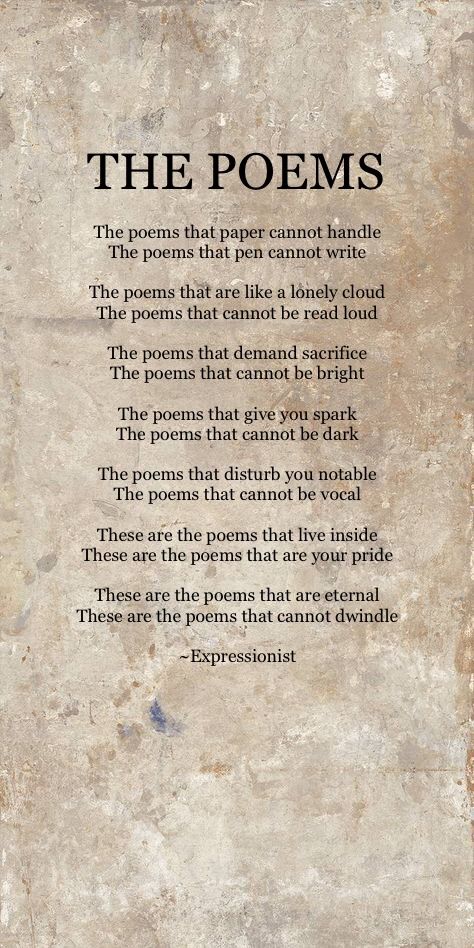 THE POEMS
The poems that paper cannot handle
The poems that pen cannot write
The poems that are like a lonely cloud
The poems that cannot be read loud
The poems that demand sacrifice
The poems that cannot be bright
The poems that give you spark
The poems that cannot be dark
The poems that disturb you notable
The poems that cannot be vocal
These are the poems that live inside
These are the poems that are your pride
These are the poems that are eternal
These are the poems that cannot dwindle
~Expressionist